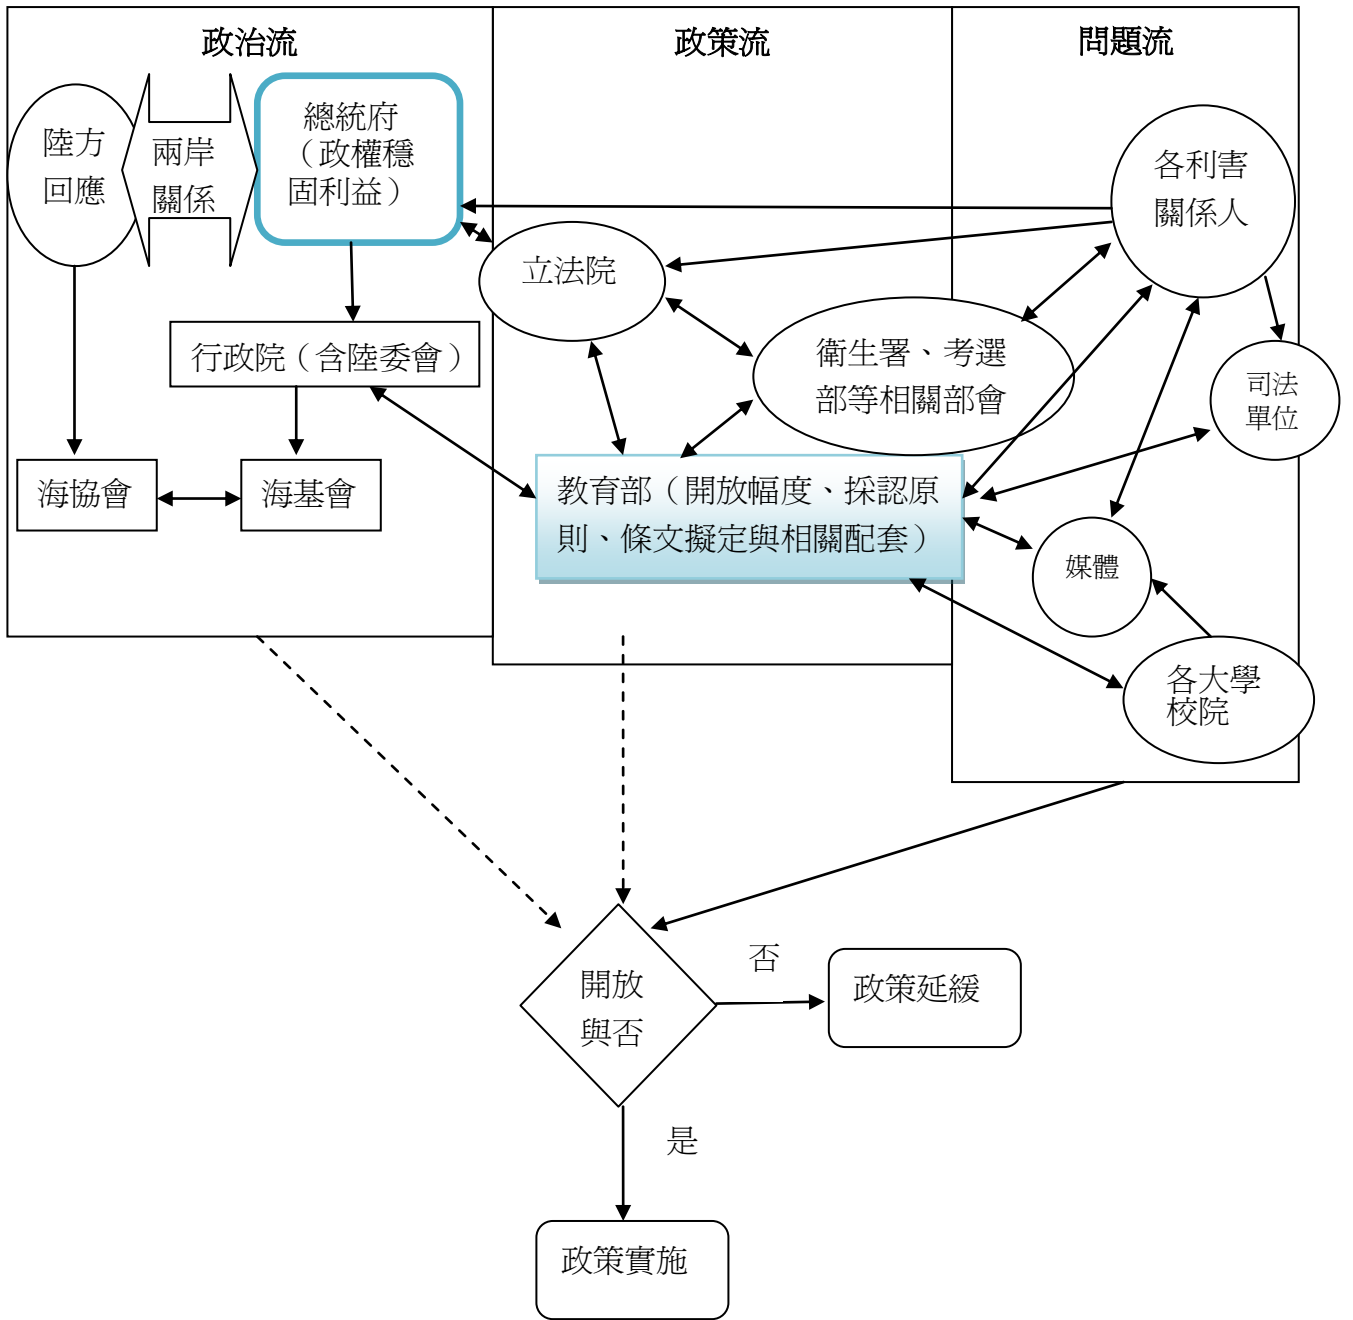 政治流
政策流
問題流
陸方
回應
兩岸
關係
總統府
（政權穩
固利益）
各利害
關係人
立法院
行政院（含陸委會）
衛生署、考選
部等相關部會
司法
單位
海協會
海基會
教育部（開放幅度、採認原
則、條文擬定與相關配套）
媒體
各大學
校院
開放
與否
否
政策延緩
是
政策實施